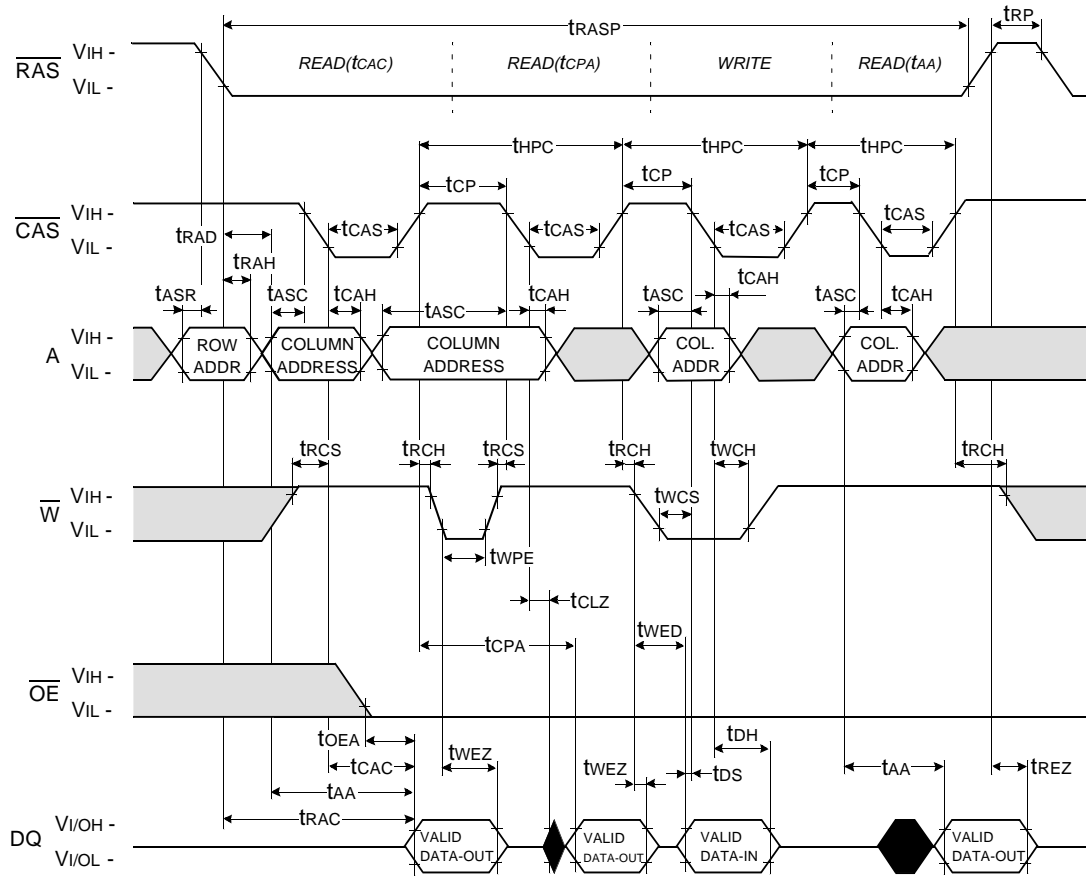 tRASP
tRP
RAS
VIH -
VIL -
READ(tCAC)
READ(tCPA)
WRITE
READ(tAA)
tHPC
tHPC
tHPC
tCP
tCP
tCP
CAS
VIH -
VIL -
tCAS
tCAS
tCAS
tCAS
tRAD
tRAH
tASR
tASC
tCAH
tASC
tCAH
tASC
tCAH
tASC
tCAH
A
VIH -
VIL -
ROW
ADDR
COLUMN
ADDRESS
COLUMN
ADDRESS
COL.
ADDR
COL.
ADDR
tRCS
tRCH
tRCS
tRCH
tWCH
tRCH
W
VIH -
VIL -
tWCS
tWPE
tCLZ
tCPA
tWED
OE
VIH -
VIL -
tOEA
tCAC
tAA
tRAC
tWEZ
tWEZ
tDH
tDS
tAA
tREZ
DQ
VI/OH -
VI/OL -
VALID
DATA-OUT
VALID
DATA-OUT
VALID
DATA-IN
VALID
DATA-OUT